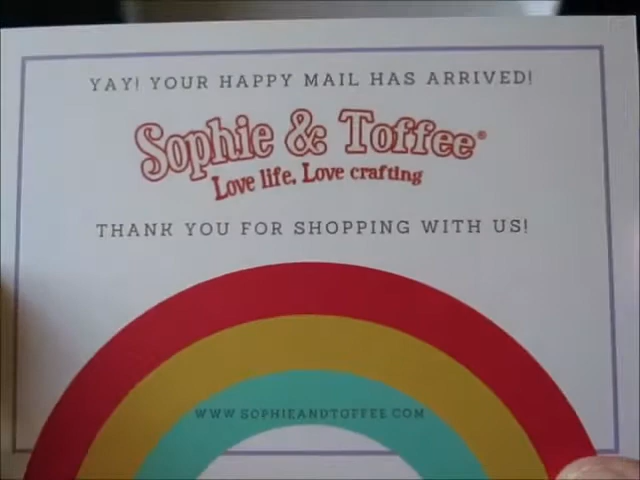 YAY! YOUR HAPPY MAIL HAS ARRIVED!
Sophie & Toffee®
Love life. Love crafting
THANK YOU FOR SHOPPING WITH US!
WWW.SOPHIEANDTOFFEE.COM